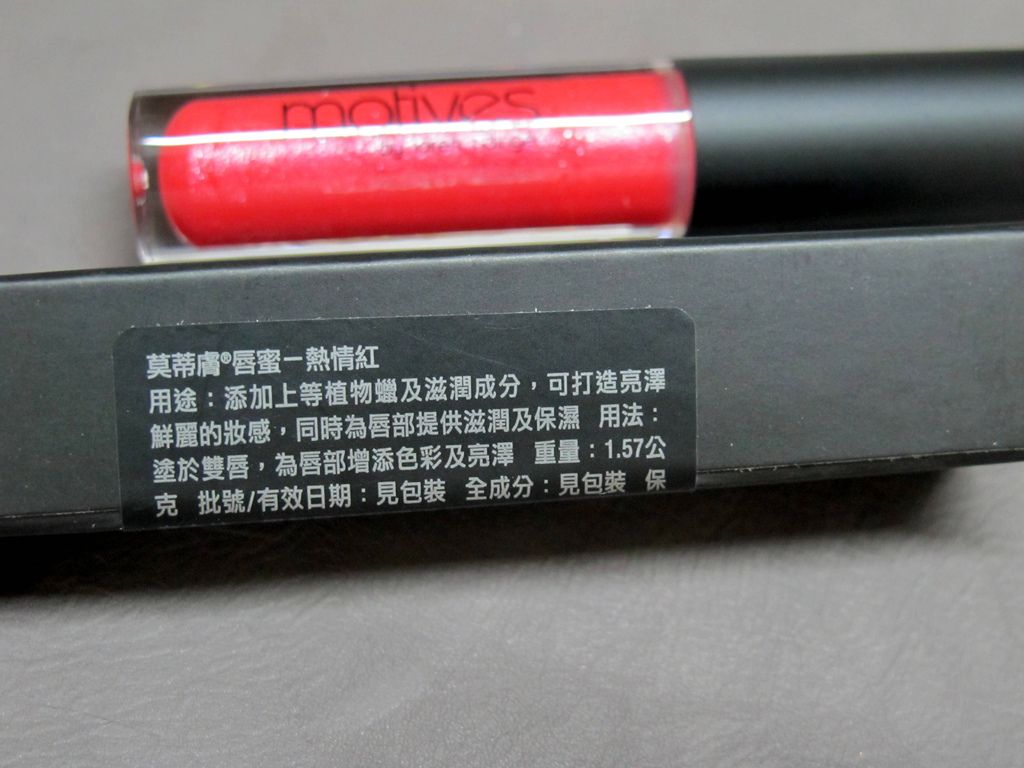 motives
莫蒂膚®唇蜜－熱情紅
用途：添加上等植物蠟及滋潤成分，可打造亮澤
鮮麗的妝感，同時為唇部提供滋潤及保濕 用法：
塗於雙唇，為唇部增添色彩及亮澤 重量：1.57公
克 批號/有效日期：見包裝 全成分：見包裝 保